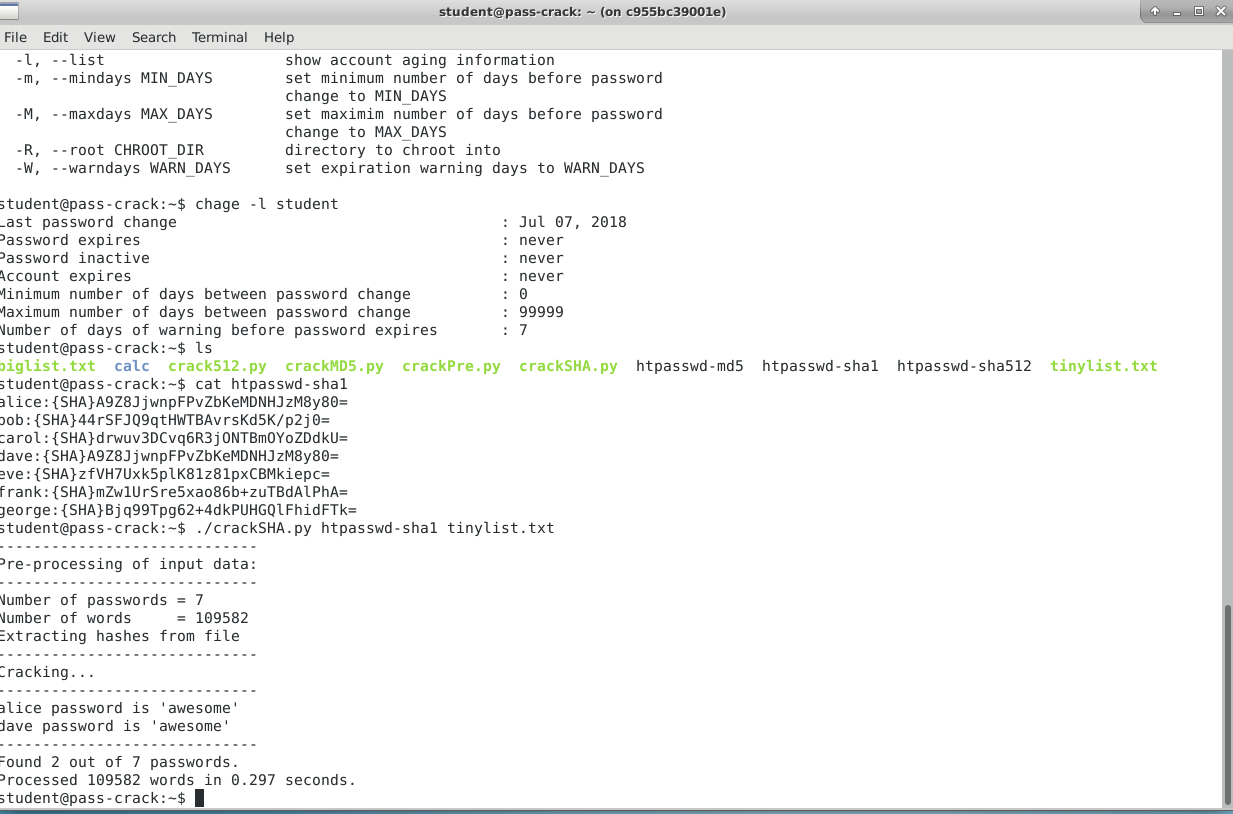 student@pass-crack: ~ (on c955bc39001e)
File Edit View Search Terminal Help
-l, --list show account aging information
-m, --mindays MIN_DAYS set minimum number of days before password
change to MIN_DAYS
-M, --maxdays MAX_DAYS set maximim number of days before password
change to MAX_DAYS
-R, --root CHROOT_DIR directory to chroot into
-W, --warndays WARN_DAYS set expiration warning days to WARN_DAYS
student@pass-crack:~$ chage -l student
Last password change : Jul 07, 2018
Password expires : never
Password inactive : never
Account expires : never
Minimum number of days between password change : 0
Maximum number of days between password change : 99999
Number of days of warning before password expires : 7
student@pass-crack:~$ ls
biglist.txt calc crack512.py crackMD5.py crackPre.py crackSHA.py htpasswd-md5 htpasswd-sha1 htpasswd-sha512 tinylist.txt
student@pass-crack:~$ cat htpasswd-sha1
alice:{SHA}A9Z8JjwnpFPvZbKeMDNHJzM8y80=
bob:{SHA}44rSFJQ9qtHWTBAvrsKd5K/p2j0=
carol:{SHA}drwuv3DCvq6R3jONTBmOYoZDdkU=
dave:{SHA}A9Z8JjwnpFPvZbKeMDNHJzM8y80=
eve:{SHA}zfVH7Uxk5plK81z81pxCBMkiepc=
frank:{SHA}mZw1UrSre5xao86b+zuTBdAlPhA=
george:{SHA}Bjq99Tpg62+4dkPUHGQlFhidFTk=
student@pass-crack:~$ ./crackSHA.py htpasswd-sha1 tinylist.txt
-----------------------------
Pre-processing of input data:
-----------------------------
Number of passwords = 7
Number of words = 109582
Extracting hashes from file
-----------------------------
Cracking...
-----------------------------
alice password is 'awesome'
dave password is 'awesome'
-----------------------------
Found 2 out of 7 passwords.
Processed 109582 words in 0.297 seconds.
student@pass-crack:~$